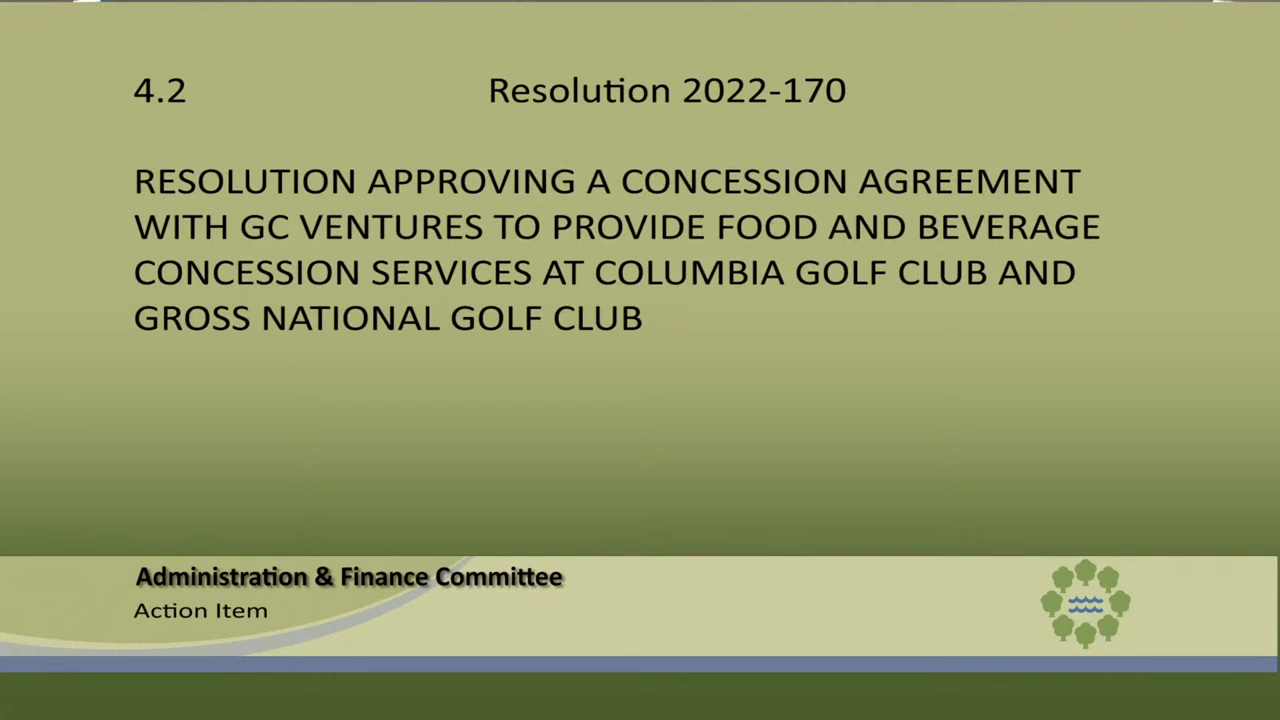 4.2 Resolution 2022-170
RESOLUTION APPROVING A CONCESSION AGREEMENT
WITH GC VENTURES TO PROVIDE FOOD AND BEVERAGE
CONCESSION SERVICES AT COLUMBIA GOLF CLUB AND
GROSS NATIONAL GOLF CLUB
Administration & Finance Committee
Action Item